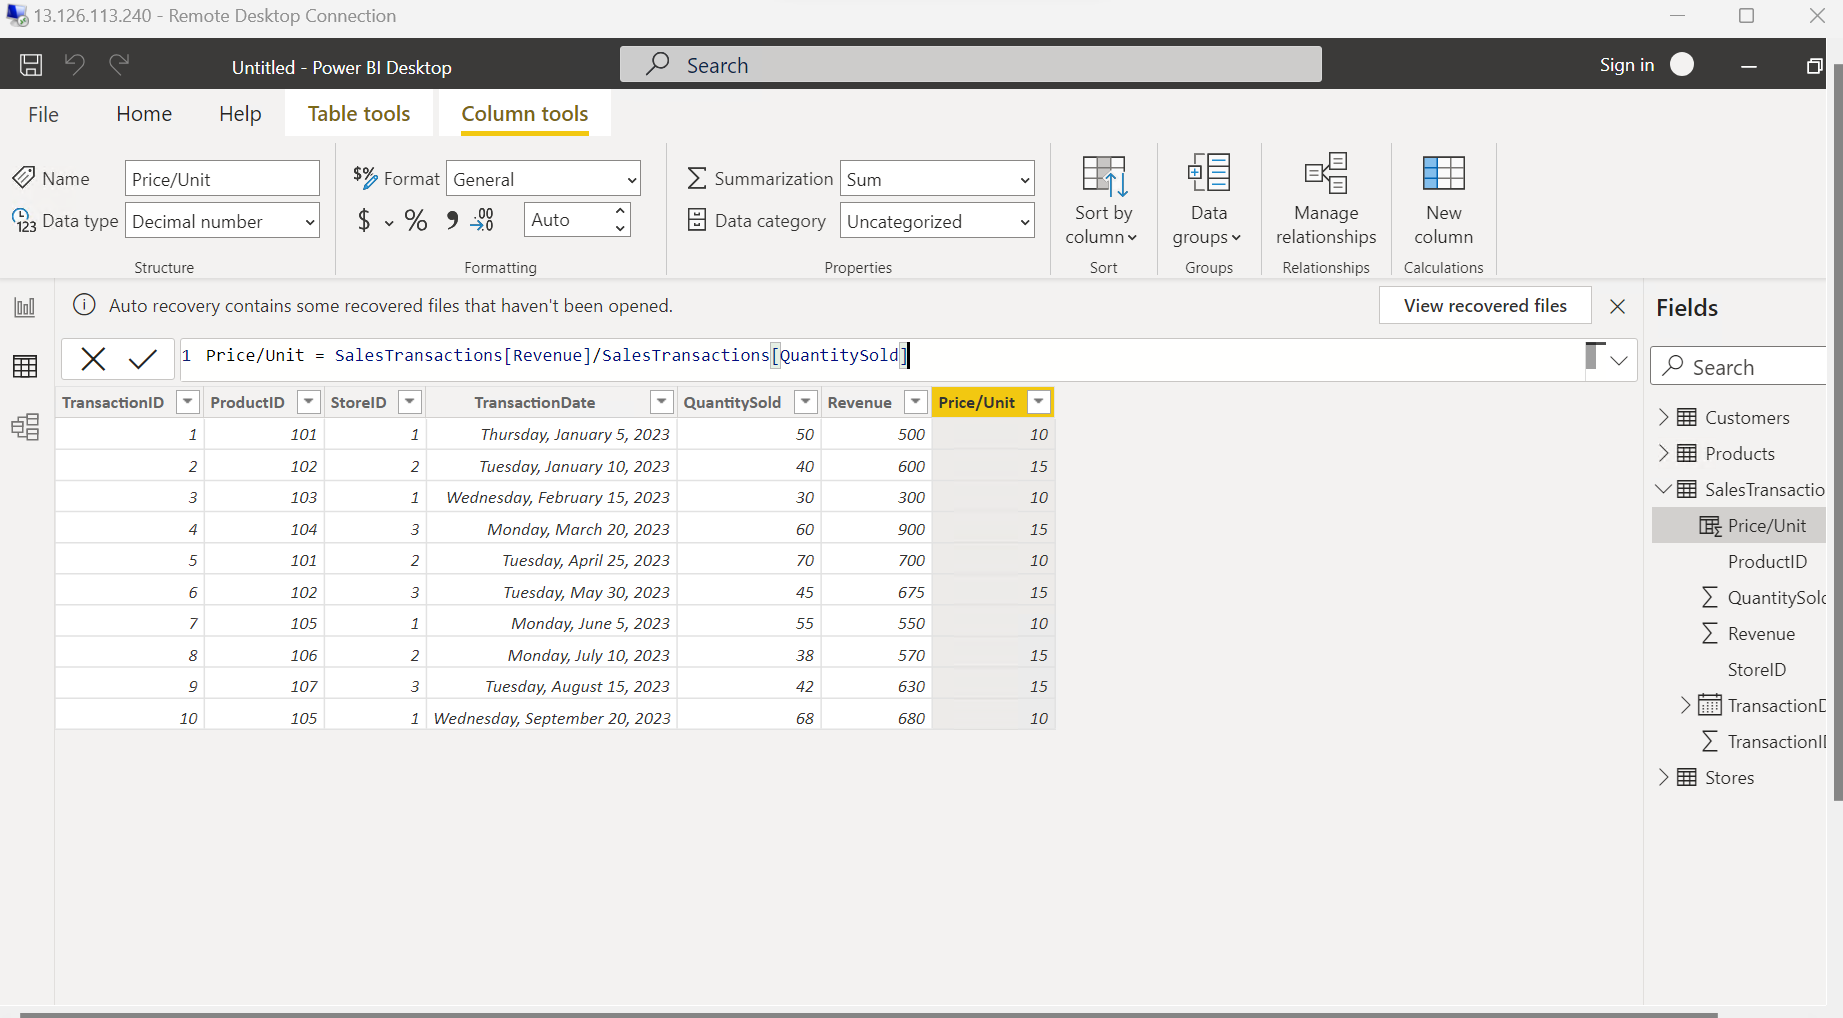 13.126.113.240 - Remote Desktop Connection
Untitled - Power BI Desktop
Search
Sign in
File
Home
Help
Table tools
Column tools
Name
Price/Unit
Data type
Decimal number
Structure
$% Format
General
$ % 9 .00
Auto
Formatting
Summarization
Sum
Data category
Uncategorized
Properties
Sort by
column
Sort
Data
groups
Groups
Manage
relationships
Relationships
New
column
Calculations
Auto recovery contains some recovered files that haven't been opened.
View recovered files
1 Price/Unit = SalesTransactions[Revenue]/SalesTransactions[QuantitySold]
TransactionID ProductID StoreID TransactionDate QuantitySold Revenue Price/Unit
1 101 1 Thursday, January 5, 2023 50 500 10
2 102 2 Tuesday, January 10, 2023 40 600 15
3 103 1 Wednesday, February 15, 2023 30 300 10
4 104 3 Monday, March 20, 2023 60 900 15
5 101 2 Tuesday, April 25, 2023 70 700 10
6 102 3 Tuesday, May 30, 2023 45 675 15
7 105 1 Monday, June 5, 2023 55 550 10
8 106 2 Monday, July 10, 2023 38 570 15
9 107 3 Tuesday, August 15, 2023 42 630 15
10 105 1 Wednesday, September 20, 2023 68 680 10
Fields
Search
Customers
Products
SalesTransactio
Price/Unit
ProductID
QuantitySold
Revenue
StoreID
TransactionD
TransactionID
Stores